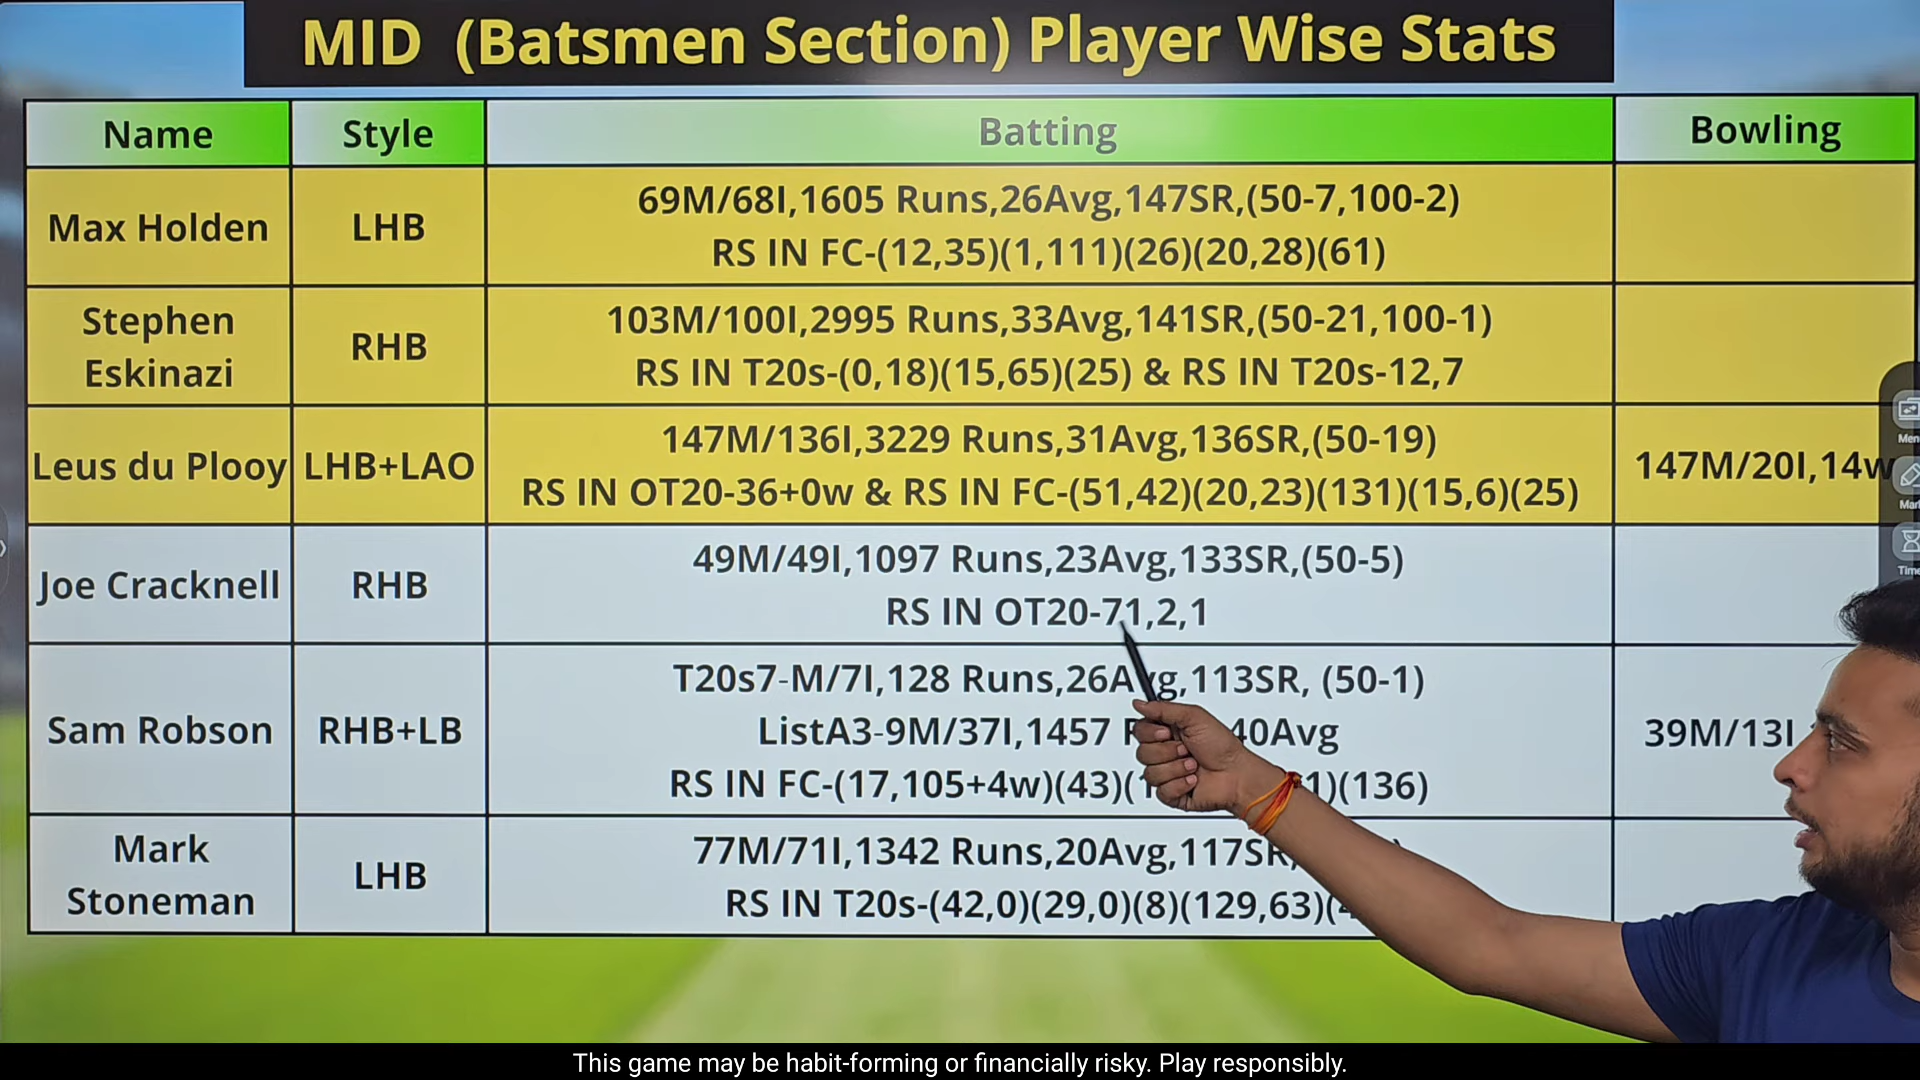 MID (Batsmen Section) Player Wise Stats
Name Style Batting Bowling
Max Holden LHB 69M/68I,1605 Runs,26Avg,147SR,(50-7,100-2)
RS IN FC-(12,35)(1,111)(26)(20,28)(61)
Stephen
Eskinazi RHB 103M/100I,2995 Runs,33Avg,141SR,(50-21,100-1)
RS IN T20s-(0,18)(15,65)(25) & RS IN T20s-12,7
Leus du Plooy LHB+LAO 147M/136I,3229 Runs,31Avg,136SR,(50-19)
RS IN OT20-36+0w & RS IN FC-(51,42)(20,23)(131)(15,6)(25)
147M/20I,14w
Joe Cracknell RHB 49M/49I,1097 Runs,23Avg,133SR,(50-5)
RS IN OT20-71,2,1
Sam Robson RHB+LB T20s7-M/7I,128 Runs,26Avg,113SR, (50-1)
ListA3-9M/37I,1457 40Avg
RS IN FC-(17,105+4w)(43) (136)
39M/13I
Mark
Stoneman LHB 77M/71I,1342 Runs,20Avg,117SR,
RS IN T20s-(42,0)(29,0)(8)(129,63)
This game may be habit-forming or financially risky. Play responsibly.